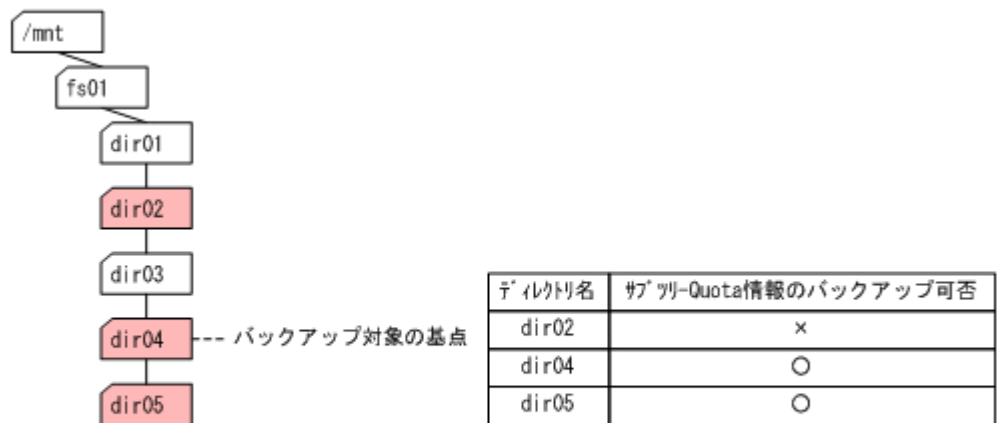 /mnt
fs01
dir01
dir02
dir03
dir04 --- バックアップ対象の基点
dir05
ﾃﾞｨﾚｸﾄﾘ名 ｻﾌﾞﾂﾘｰQuota情報のバックアップ可否
dir02 ×
dir04 ○
dir05 ○